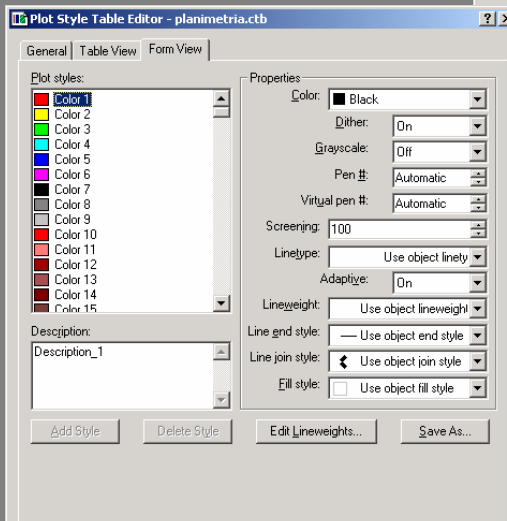 Plot Style Table Editor - planimetria.ctb
General Table View Form View
Plot styles:
Color 1
Color 2
Color 3
Color 4
Color 5
Color 6
Color 7
Color 8
Color 9
Color 10
Color 11
Color 12
Color 13
Color 14
Color 15
Description:
Description_1
Properties
Color: Black
Dither: On
Grayscale: Off
Pen #: Automatic
Virtual pen #: Automatic
Screening: 100
Linetype: Use object linety
Adaptive: On
Lineweight: Use object lineweight
Line end style: Use object end style
Line join style: Use object join style
Fill style: Use object fill style
Add Style Delete Style Edit Lineweights... Save As...